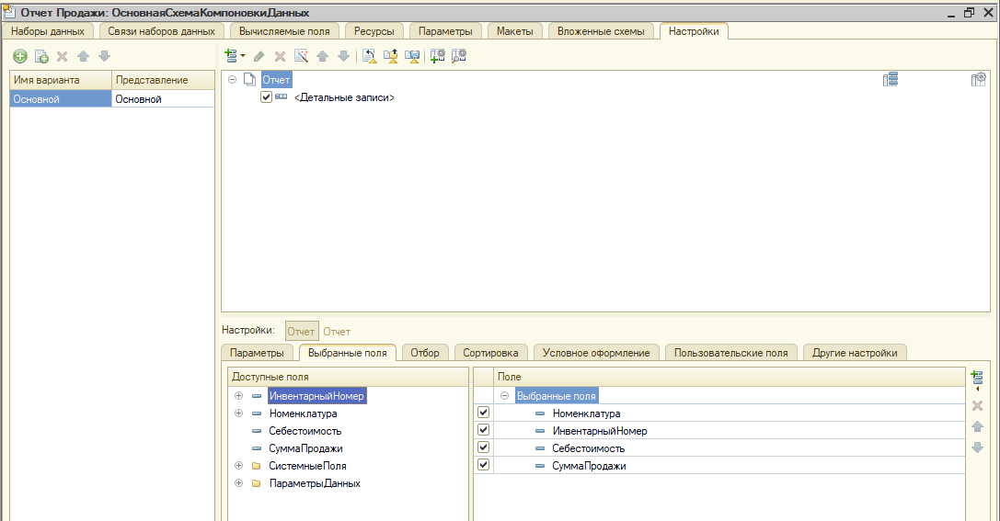 Отчет Продажи: ОсновнаяСхемаКомпоновкиДанных
Наборы данных Связи наборов данных Вычисляемые поля Ресурсы Параметры Макеты Вложенные схемы Настройки
Имя варианта Представление
Основной Основной
Отчет
<Детальные записи>
Настройки: Отчет Отчет
Параметры Выбранные поля Отбор Сортировка Условное оформление Пользовательские поля Другие настройки
Доступные поля
ИнвентарныйНомер
Номенклатура
Себестоимость
СуммаПродажи
СистемныеПоля
ПараметрыДанных
Поле
Выбранные поля
Номенклатура
ИнвентарныйНомер
Себестоимость
СуммаПродажи